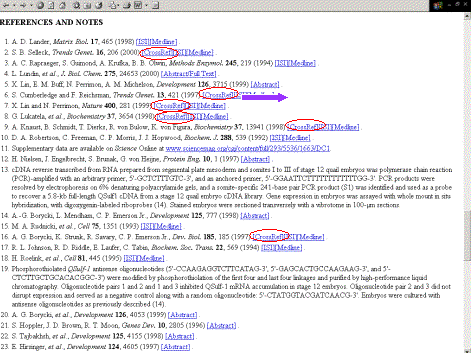 REFERENCES AND NOTES
1. A. D. Lander, Matrix Biol. 17, 465 (1998) [ISI][Medline].
2. S. B. Selleck, Trends Genet. 16, 206 (2000)[CrossRef][ISI][Medline].
3. A. C. Rapraeger, S. Guimond, A. Krufka, B. B. Olwin, Methods Enzymol. 245, 219 (1994) [ISI][Medline].
4. L. Lundin, et al., J. Biol. Chem. 275, 24653 (2000) [Abstract/Full Text].
5. X. Lin, E. M. Buff, N. Perrimon, A. M. Michelson, Development 126, 3715 (1999) [Abstract]
6. S. Cumberledge and F. Reichsman, Trends Genet. 13, 421 (1997) [CrossRef][ISI][Medline]
7. X. Lin and N. Perrimon, Nature 400, 281 (1999)[CrossRef][Medline].
8. G. Lukatela, et al., Biochemistry 37, 3654 (1998) [CrossRef][ISI][Medline].
9. A. Knaust, B. Schmidt, T. Dierks, R. von Bulow, K. von Figura, Biochemistry 37, 13941 (1998) [CrossRef][ISI][Medline].
10. D. A. Robertson, C. Freeman, C. P. Morris, J. J. Hopwood, Biochem. J. 288, 539 (1992) [ISI][Medline].
11. Supplementary data are available on Science Online at www.sciencemag.org/cgi/content/full/293/5536/1663/DC1.
12. H. Nielsen, J. Engelbrecht, S. Brunak, G. von Heijne, Protein Eng. 10, 1 (1997) [Abstract].
13. cDNA reverse transcribed from RNA prepared from segmental plate mesoderm and somites I to III of stage 12 quail embryos was polymerase chain reaction
(PCR)-amplified with an arbitrary primer, 5'-GCTCTTGTC-3', and an anchored primer, 5'-GGAATTCTTTTTTTTTTTTT-3'. PCR products were
resolved by electrophoresis on 6% denaturing polyacrylamide gels, and a somite-specific 241-base pair PCR product (S1) was identified and used as a probe
to recover a 5.8-kb full-length QSulf1 cDNA from a stage 12 quail embryo cDNA library. Gene expression in embryos was assayed with whole mount in situ
hybridization, with digoxygenin-labeled riboprobes (14). Stained embryos were sectioned transversely with a vibratome in 100-µm sections
14. A.-G. Borycki, L. Mendham, C. P. Emerson Jr., Development 125, 777 (1998) [Abstract].
15. M. A. Rudnicki, et al., Cell 75, 1351 (1993) [ISI][Medline].
16. A. G. Borycki, K. Strunk, R. Savary, C. P. Emerson Jr., Dev. Biol. 185, 185 (1997) [CrossRef][ISI][Medline].
17. R. L. Johnson, R. D. Riddle, E. Laufer, C. Tabin, Biochem. Soc. Trans. 22, 569 (1994) [ISI][Medline].
18. H. Roelink, et al., Cell 81, 445 (1995) [ISI][Medline].
19. Phosphorothiolated QSulf-1 antisense oligonucleotides (5'-CCAAGAGGTCTTCATAG-3', 5'-GAGCACTGCCAAGAAG-3', and 5'-
modified by phosphorothiolation of the first four and last four linkages and purified by high-performance liquid
chromatography. Oligonucleotide pairs 1 and 2 and 1 and 3 inhibited QSulf-1 mRNA accumulation in stage 12 embryos. Oligonucleotide pair 2 and 3 did not
disrupt expression and served as a negative control along with a random oligonucleotide: 5'-CTATGGTACGATCAACG-3'. Embryos were cultured with
antisense oligonucleotides as previously described (14).
20. A. G. Borycki, et al., Development 126, 4053 (1999) [Abstract].
21. S. Hoppler, J. D. Brown, R. T. Moon, Genes Dev. 10, 2805 (1996) [Abstract].
22. S. Tajbakhsh, et al., Development 125, 4155 (1998) [Abstract].
23. E. Hirsinger, et al., Development 124, 4605 (1997) [Abstract].